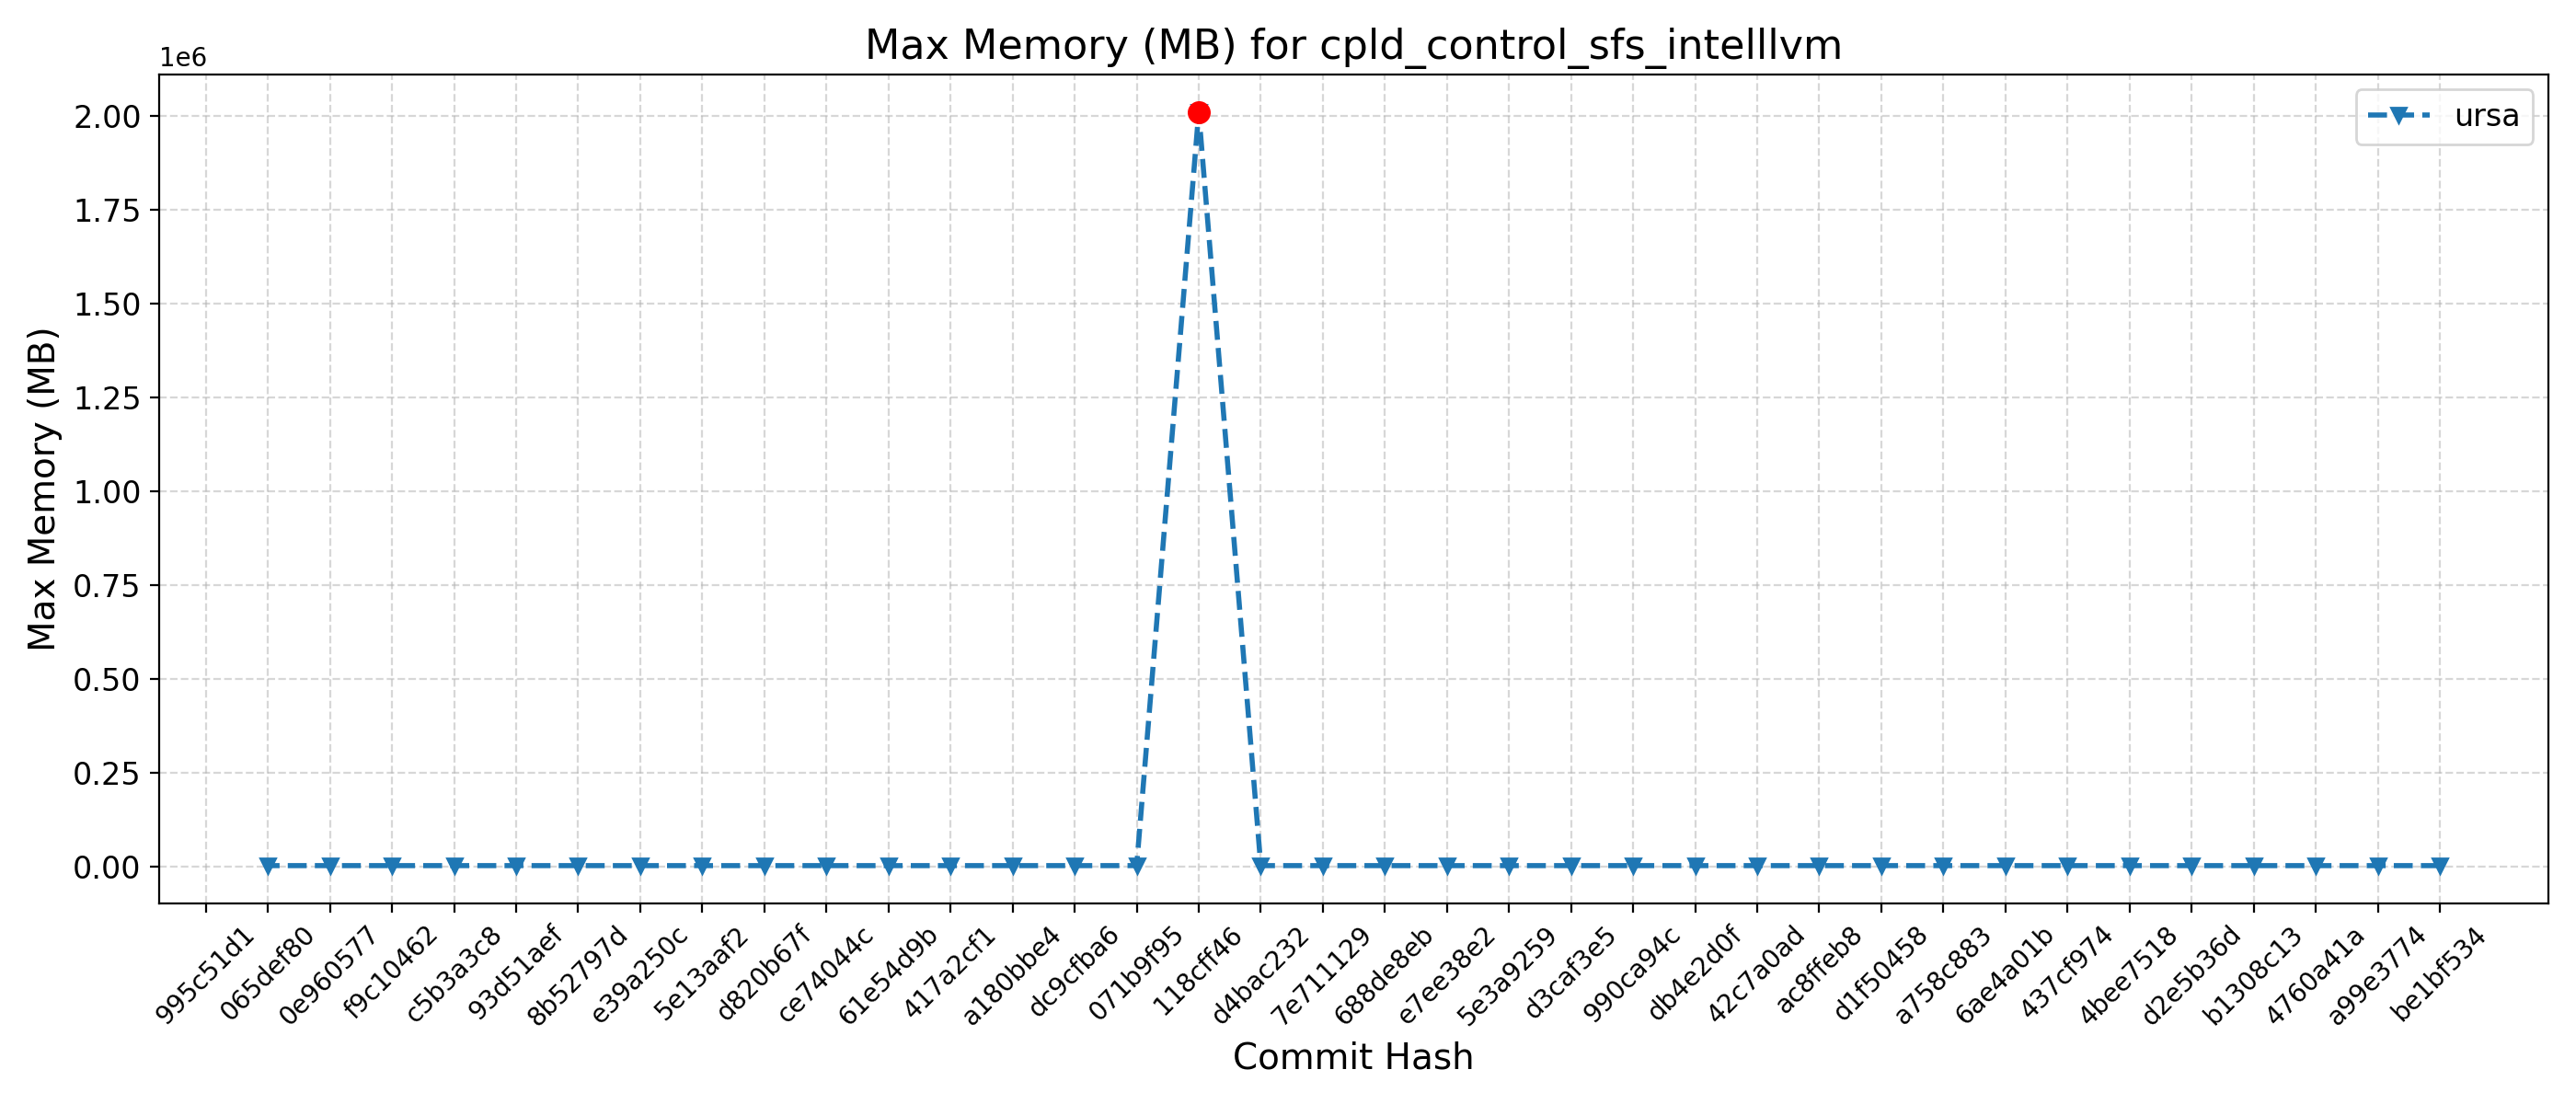 Max Memory (MB) for cpld_control_sfs_intelllvm
1e6
2.00
1.75
1.50
1.25
1.00
0.75
0.50
0.25
0.00
Max Memory (MB)
ursa
995c51d1
065def80
0e960577
f9c10462
c5b3a3c8
93d51aef
8b52797d
e39a250c
5e13aaf2
d820b67f
ce74044c
61e54d9b
417a2cf1
a180bbe4
dc9cfba6
071b9f95
118cff46
d4bac232
7e711129
688de8eb
e7ee38e2
5e3a9259
d3caf3e5
990ca94c
db4e2d0f
42c7a0ad
ac8ffeb8
d1f50458
a758c883
6ae4a01b
437cf974
4bee7518
d2e5b36d
b1308c13
4760a41a
a99e3774
be1bf534
Commit Hash